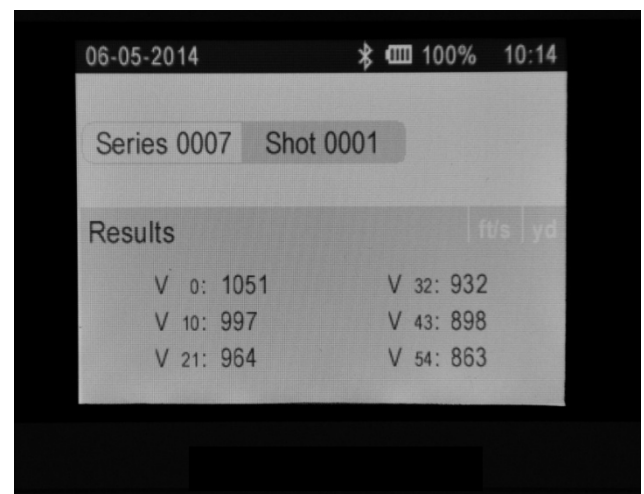 06-05-2014 100% 10:14
Series 0007 Shot 0001
Results ft/s yd
V 0: 1051 V 32: 932
V 10: 997 V 43: 898
V 21: 964 V 54: 863